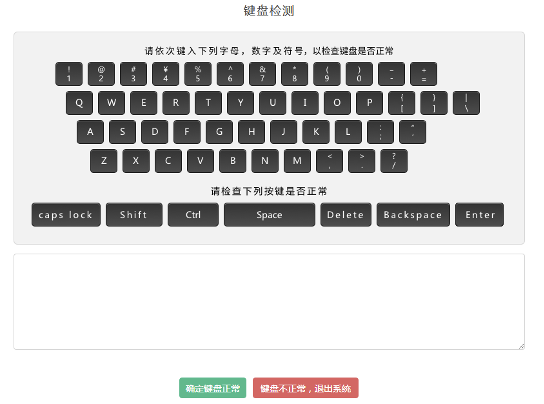 键盘检测
请依次键入下列字母，数字及符号，以检查键盘是否正常
! @ # ¥ % ^ & * ( ) _ +
1 2 3 4 5 6 7 8 9 0 - =
Q W E R T Y U I O P { } |
[ ] \
A S D F G H J K L : "
; '
Z X C V B N M < > ?
, . /
请检查下列按键是否正常
caps lock Shift Ctrl Space Delete Backspace Enter
确定键盘正常 键盘不正常，退出系统